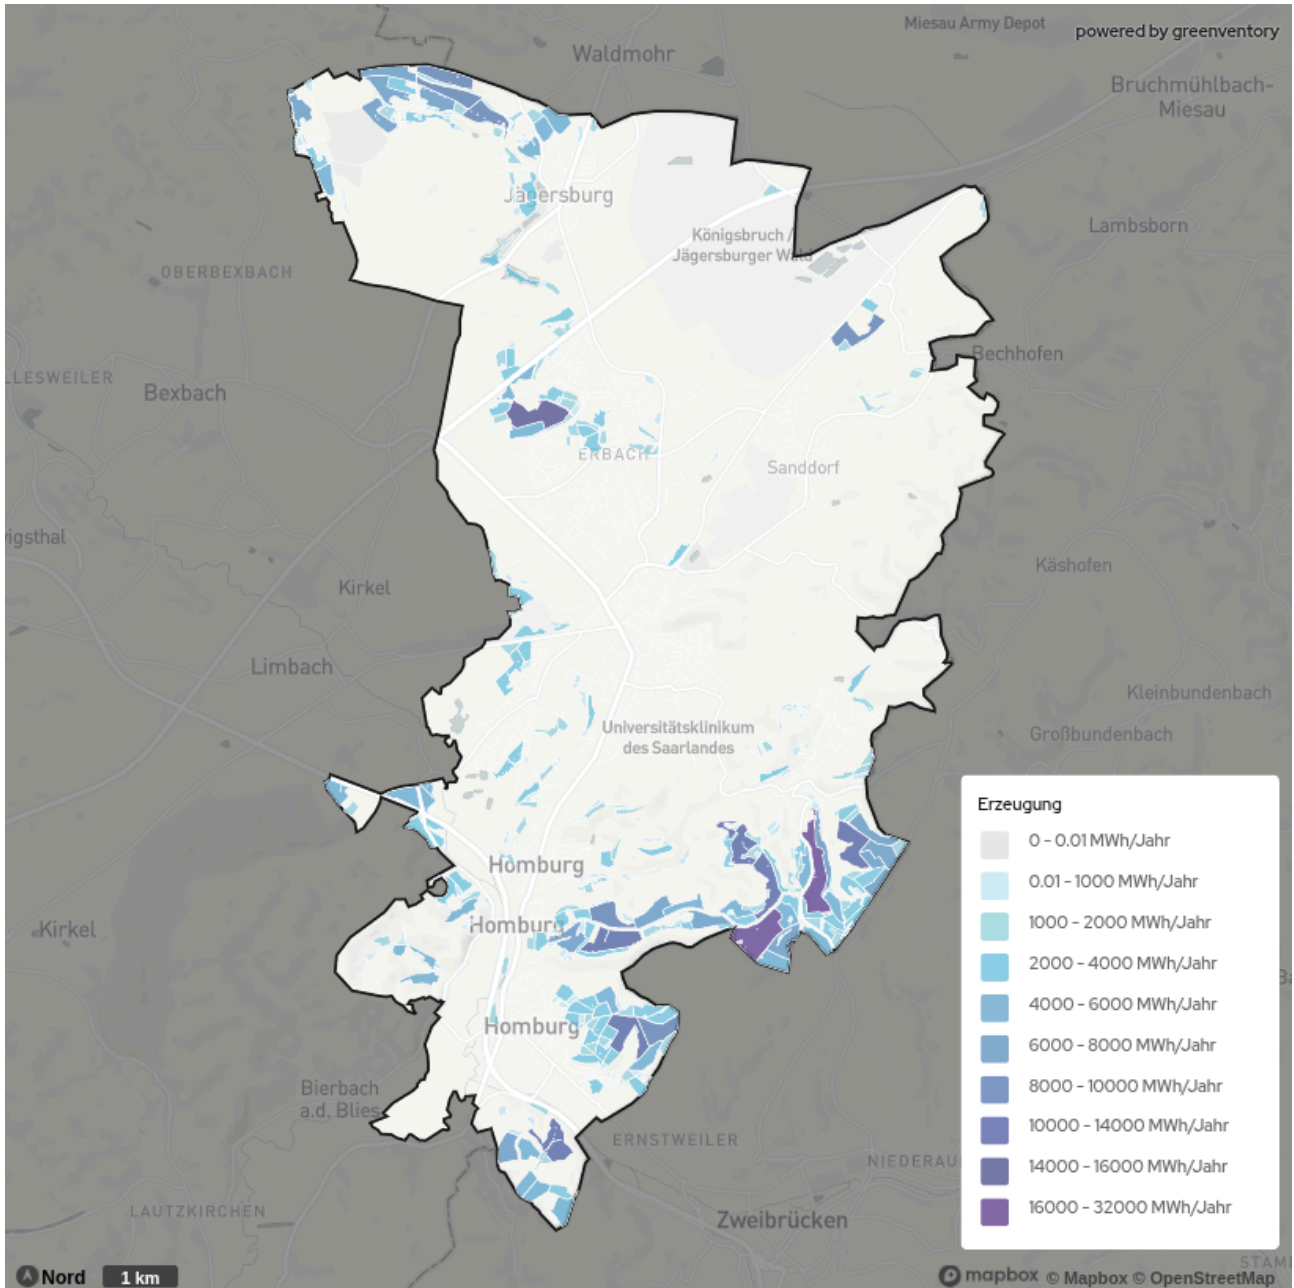 Miesau Army Depot
powered by greenventory
Waldmohr
Bruchmühlbach-
Miesau
Jägersburg
Lambsborn
Königsbruch /
Jägersburger Wald
OBERBEXBACH
Bechhofen
LLESWEILER
Bexbach
ERBACH
Sanddorf
vigsthal
Käshofen
Kirkel
Limbach
Kleinbundenbach
Universitätsklinikum
des Saarlandes
Großbundenbach
Erzeugung
0 - 0.01 MWh/Jahr
0.01 - 1000 MWh/Jahr
1000 - 2000 MWh/Jahr
2000 - 4000 MWh/Jahr
4000 - 6000 MWh/Jahr
6000 - 8000 MWh/Jahr
8000 - 10000 MWh/Jahr
10000 - 14000 MWh/Jahr
14000 - 16000 MWh/Jahr
16000 - 32000 MWh/Jahr
Homburg
Homburg
Kirkel
Ba
Homburg
Bierbach
a.d. Blies
ERNSTWEILER
NIEDERAU
LAUTZKIRCHEN
Zweibrücken
STAM
Nord
1 km
mapbox © Mapbox © OpenStreetMap